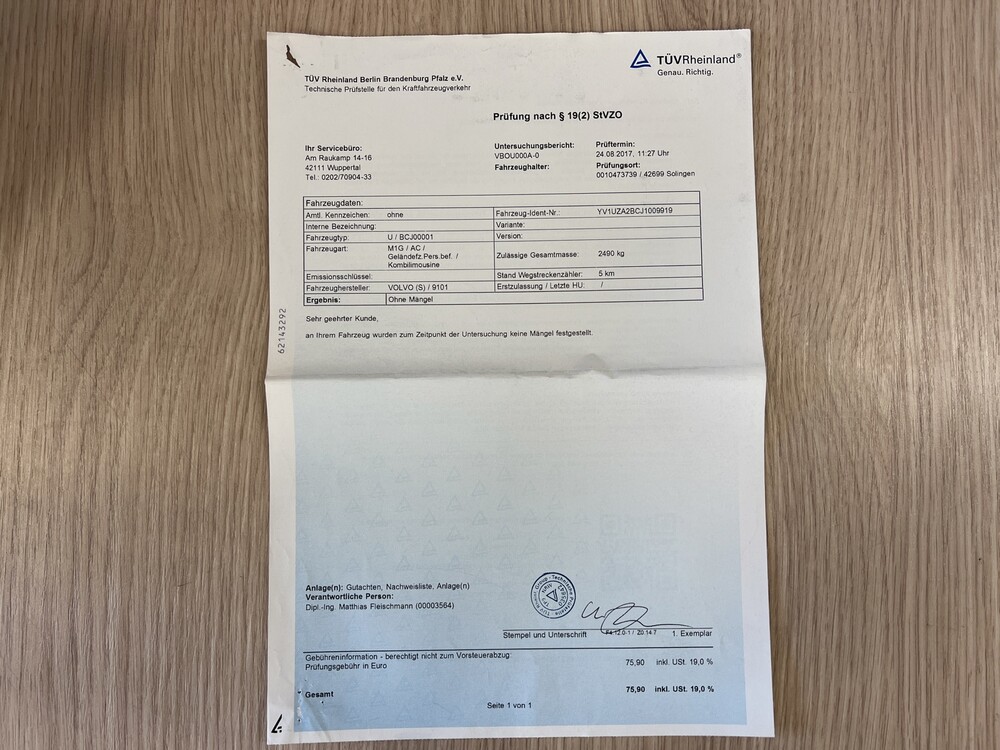 TÜVRheinland®
Genau. Richtig.
TÜV Rheinland Berlin Brandenburg Pfalz e.V.
Technische Prüfstelle für den Kraftfahrzeugverkehr
Prüfung nach § 19(2) StVZO
Ihr Servicebüro:
Am Raukamp 14-16
42111 Wuppertal
Tel.: 0202/70904-33
Untersuchungsbericht:
VBOU000A-0
Fahrzeughalter:
Prüftermin:
24.08.2017, 11:27 Uhr
Prüfungsort:
0010473739 / 42699 Solingen
Fahrzeugdaten:
Amtl. Kennzeichen: ohne Fahrzeug-Ident-Nr.: YV1UZA2BCJ1009919
Interne Bezeichnung: Variante:
Fahrzeugtyp: U / BCJ00001 Version:
Fahrzeugart: M1G / AC /
Geländefz.Pers.bef. / Zulässige Gesamtmasse: 2490 kg
Kombilimousine
Emissionsschlüssel: Stand Wegstreckenzähler: 5 km
Fahrzeughersteller: VOLVO (S) / 9101 Erstzulassung / Letzte HU: /
Ergebnis: Ohne Mängel
Sehr geehrter Kunde,
an Ihrem Fahrzeug wurden zum Zeitpunkt der Untersuchung keine Mängel festgestellt.
62143292
Anlage(n): Gutachten, Nachweisliste, Anlage(n)
Verantwortliche Person:
Dipl.-Ing. Matthias Fleischmann (00003564)
Stempel und Unterschrift 1. Exemplar
Gebühreninformation - berechtigt nicht zum Vorsteuerabzug:
Prüfungsgebühr in Euro 75,90 inkl. USt. 19,0 %
Gesamt 75,90 inkl. USt. 19,0 %
Seite 1 von 1